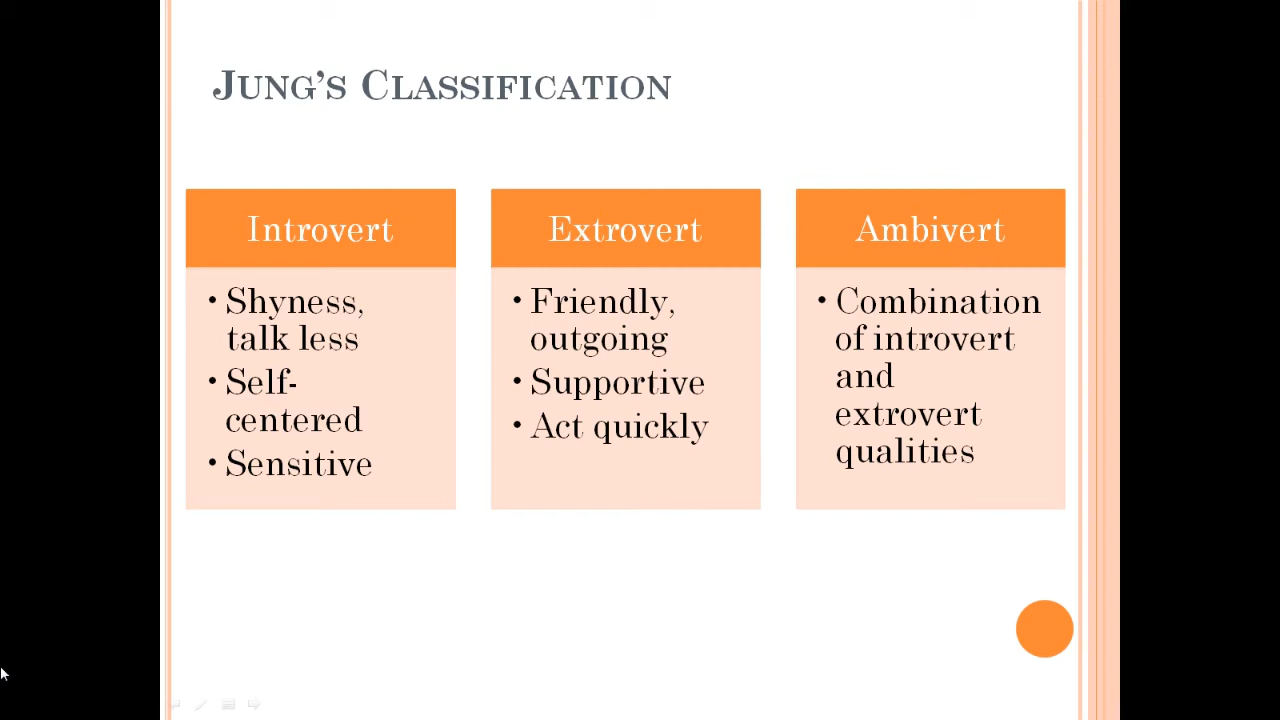 Jung's Classification
Introvert
• Shyness,
talk less
• Self-
centered
• Sensitive
Extrovert
• Friendly,
outgoing
• Supportive
• Act quickly
Ambivert
• Combination
of introvert
and
extrovert
qualities